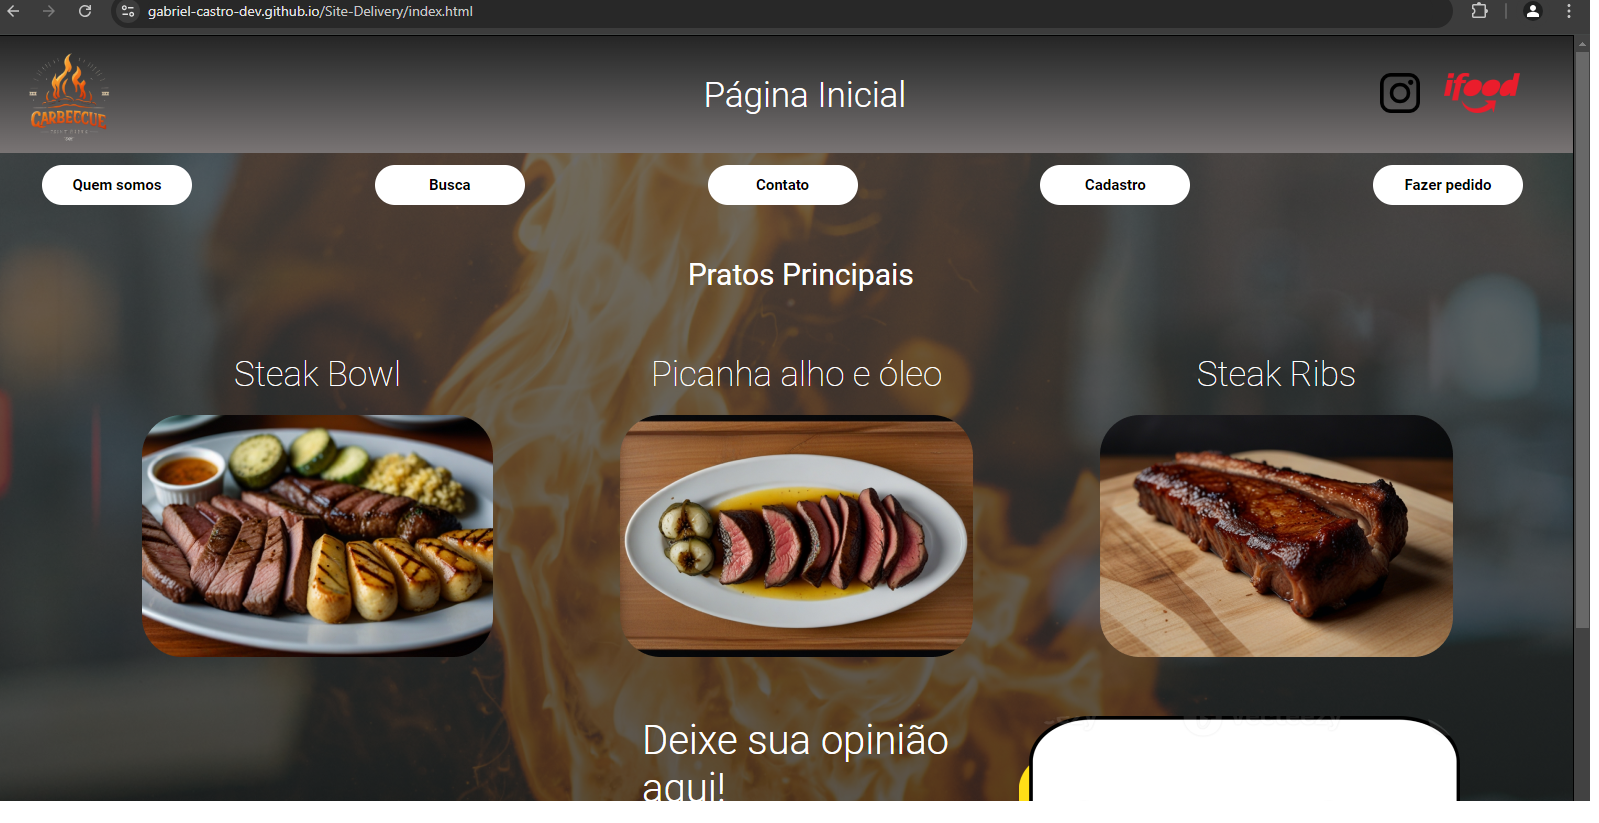 gabriel-castro-dev.github.io/Site-Delivery/index.html
CARBECCUE
Página Inicial
ifood
Quem somos
Busca
Contato
Cadastro
Fazer pedido
Pratos Principais
Steak Bowl
Picanha alho e óleo
Steak Ribs
Deixe sua opinião
aqui!